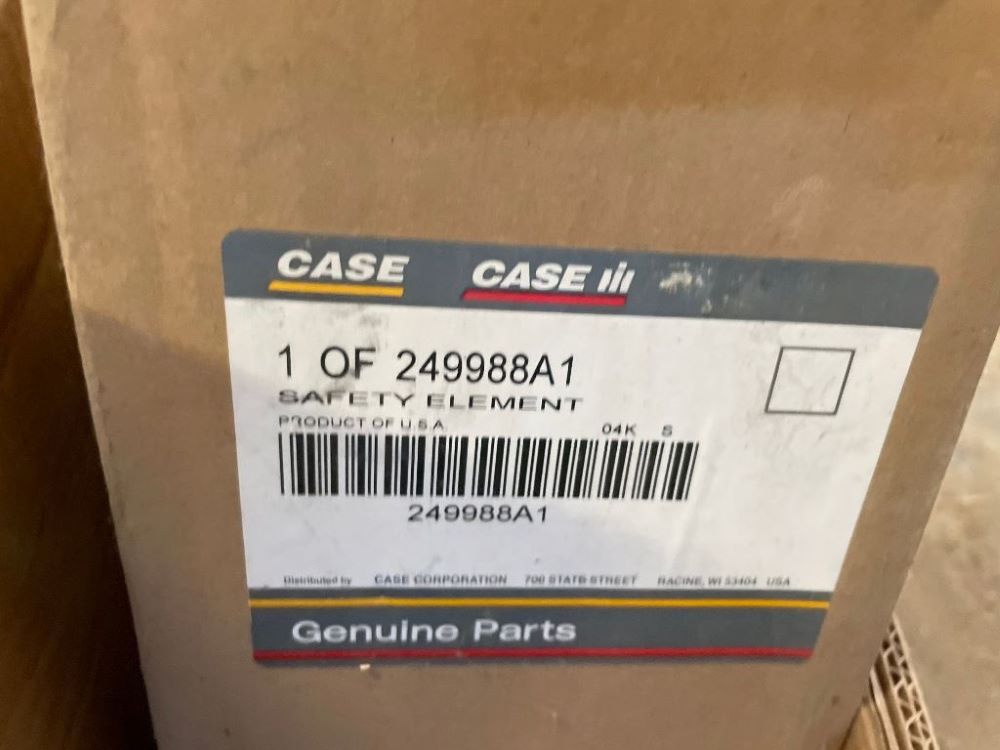 CASE CASE III
1 OF 249988A1
SAFETY ELEMENT
PRODUCT OF U.S.A. 04K S
249988A1
Distributed by CASE CORPORATION 700 STATE STREET RACINE, WI 53404 USA
Genuine Parts